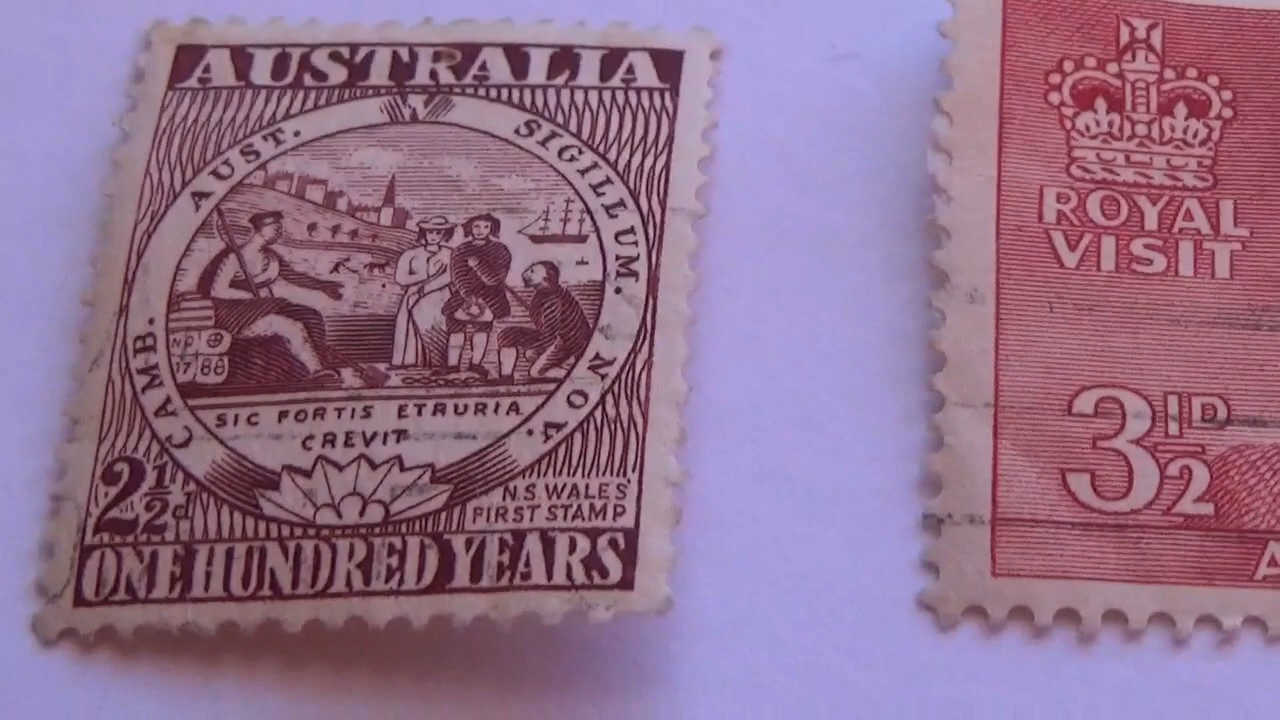 AUSTRALIA
CAMB. AUST. SIGILLUM. NOV.
1788
SIC FORTIS ETRURIA
CREVIT
2½d
N.S. WALES
FIRST STAMP
ONE HUNDRED YEARS
ROYAL
VISIT
3½D